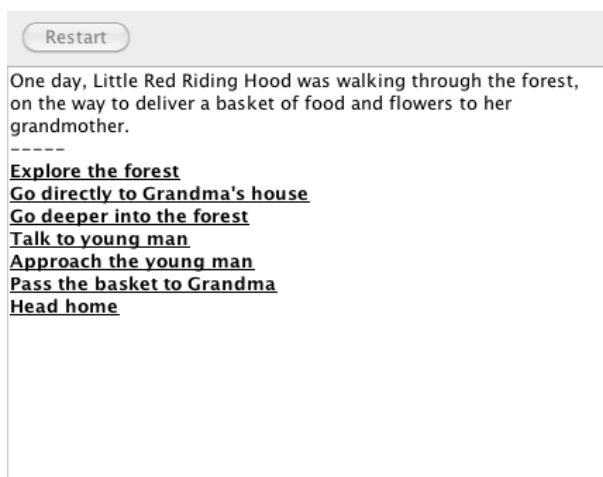 Restart
One day, Little Red Riding Hood was walking through the forest,
on the way to deliver a basket of food and flowers to her
grandmother.
-----
Explore the forest
Go directly to Grandma's house
Go deeper into the forest
Talk to young man
Approach the young man
Pass the basket to Grandma
Head home